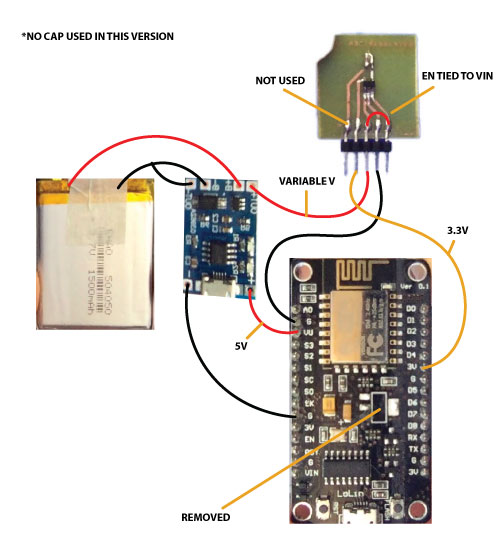 *NO CAP USED IN THIS VERSION
NOT USED
EN TIED TO VIN
VARIABLE V
3.3V
504050
1500mAh
5V
Ver 0.1
A0
G
VU
S3
S2
S1
SC
SO
SK
G
3V
EN
RST
G
VIN
D0
D1
D2
D3
D4
3V
G
D5
D6
D7
D8
RX
TX
G
3V
FC
LoLin
REMOVED